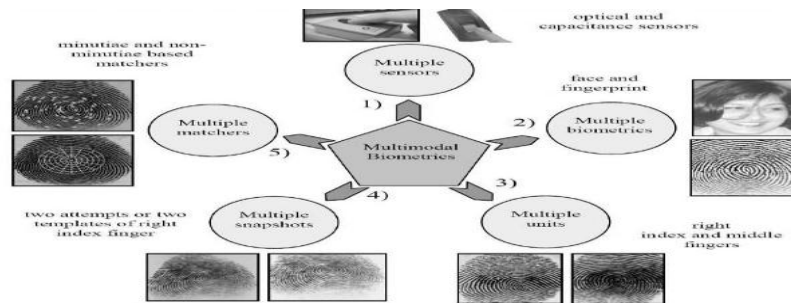 optical and
capacitance sensors
minutiae and non-
minutiae based
matchers
Multiple
sensors
face and
fingerprint
1)
2)
Multiple
biometrics
Multiple
matchers
5)
Multimodal
Biometrics
4)
3)
two attempts or two
templates of right
index finger
Multiple
snapshots
Multiple
units
right
index and middle
fingers